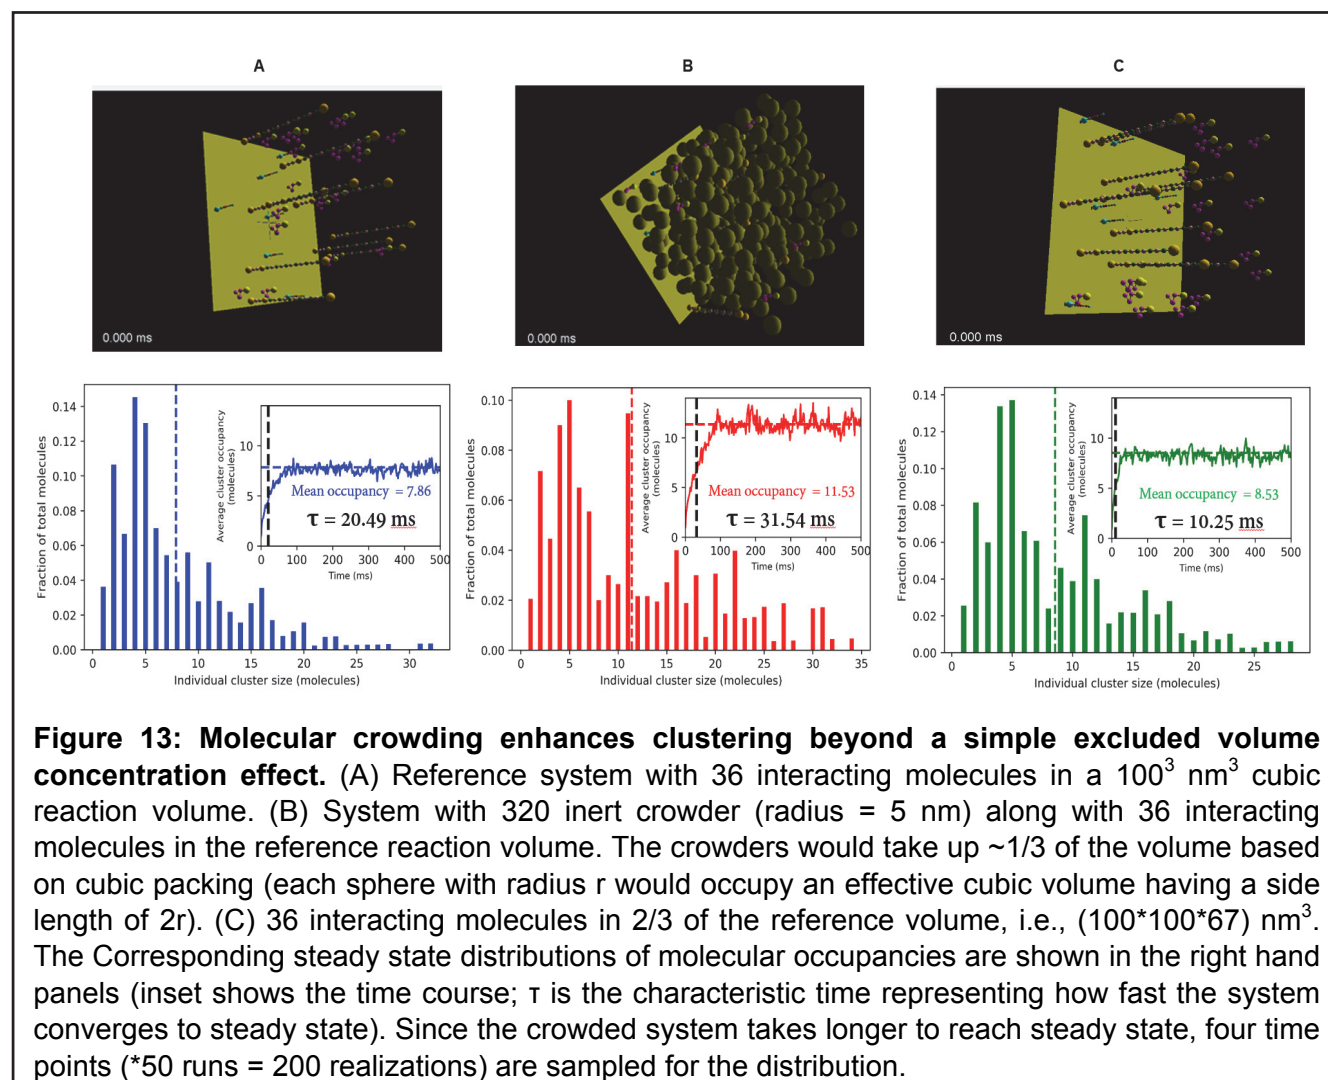 A
B
C
0.000 ms
0.000 ms
0.000 ms
Fraction of total molecules
0.14
0.12
0.10
0.08
0.06
0.04
0.02
0.00
0 5 10 15 20 25 30
Individual cluster size (molecules)
Average cluster occupancy
(molecules)
10
5
0
0 100 200 300 400 500
Time (ms)
Mean occupancy = 7.86
τ = 20.49 ms
Fraction of total molecules
0.10
0.08
0.06
0.04
0.02
0.00
0 5 10 15 20 25 30 35
Individual cluster size (molecules)
Average cluster occupancy
(molecules)
10
5
0
0 100 200 300 400 500
Time (ms)
Mean occupancy = 11.53
τ = 31.54 ms
Fraction of total molecules
0.14
0.12
0.10
0.08
0.06
0.04
0.02
0.00
0 5 10 15 20 25
Individual cluster size (molecules)
Average cluster occupancy
(molecules)
10
5
0
0 100 200 300 400 500
Time (ms)
Mean occupancy = 8.53
τ = 10.25 ms
Figure 13: Molecular crowding enhances clustering beyond a simple excluded volume
concentration effect. (A) Reference system with 36 interacting molecules in a 100³ nm³ cubic
reaction volume. (B) System with 320 inert crowder (radius = 5 nm) along with 36 interacting
molecules in the reference reaction volume. The crowders would take up ~1/3 of the volume based
on cubic packing (each sphere with radius r would occupy an effective cubic volume having a side
length of 2r). (C) 36 interacting molecules in 2/3 of the reference volume, i.e., (100*100*67) nm³.
The Corresponding steady state distributions of molecular occupancies are shown in the right hand
panels (inset shows the time course; τ is the characteristic time representing how fast the system
converges to steady state). Since the crowded system takes longer to reach steady state, four time
points (*50 runs = 200 realizations) are sampled for the distribution.